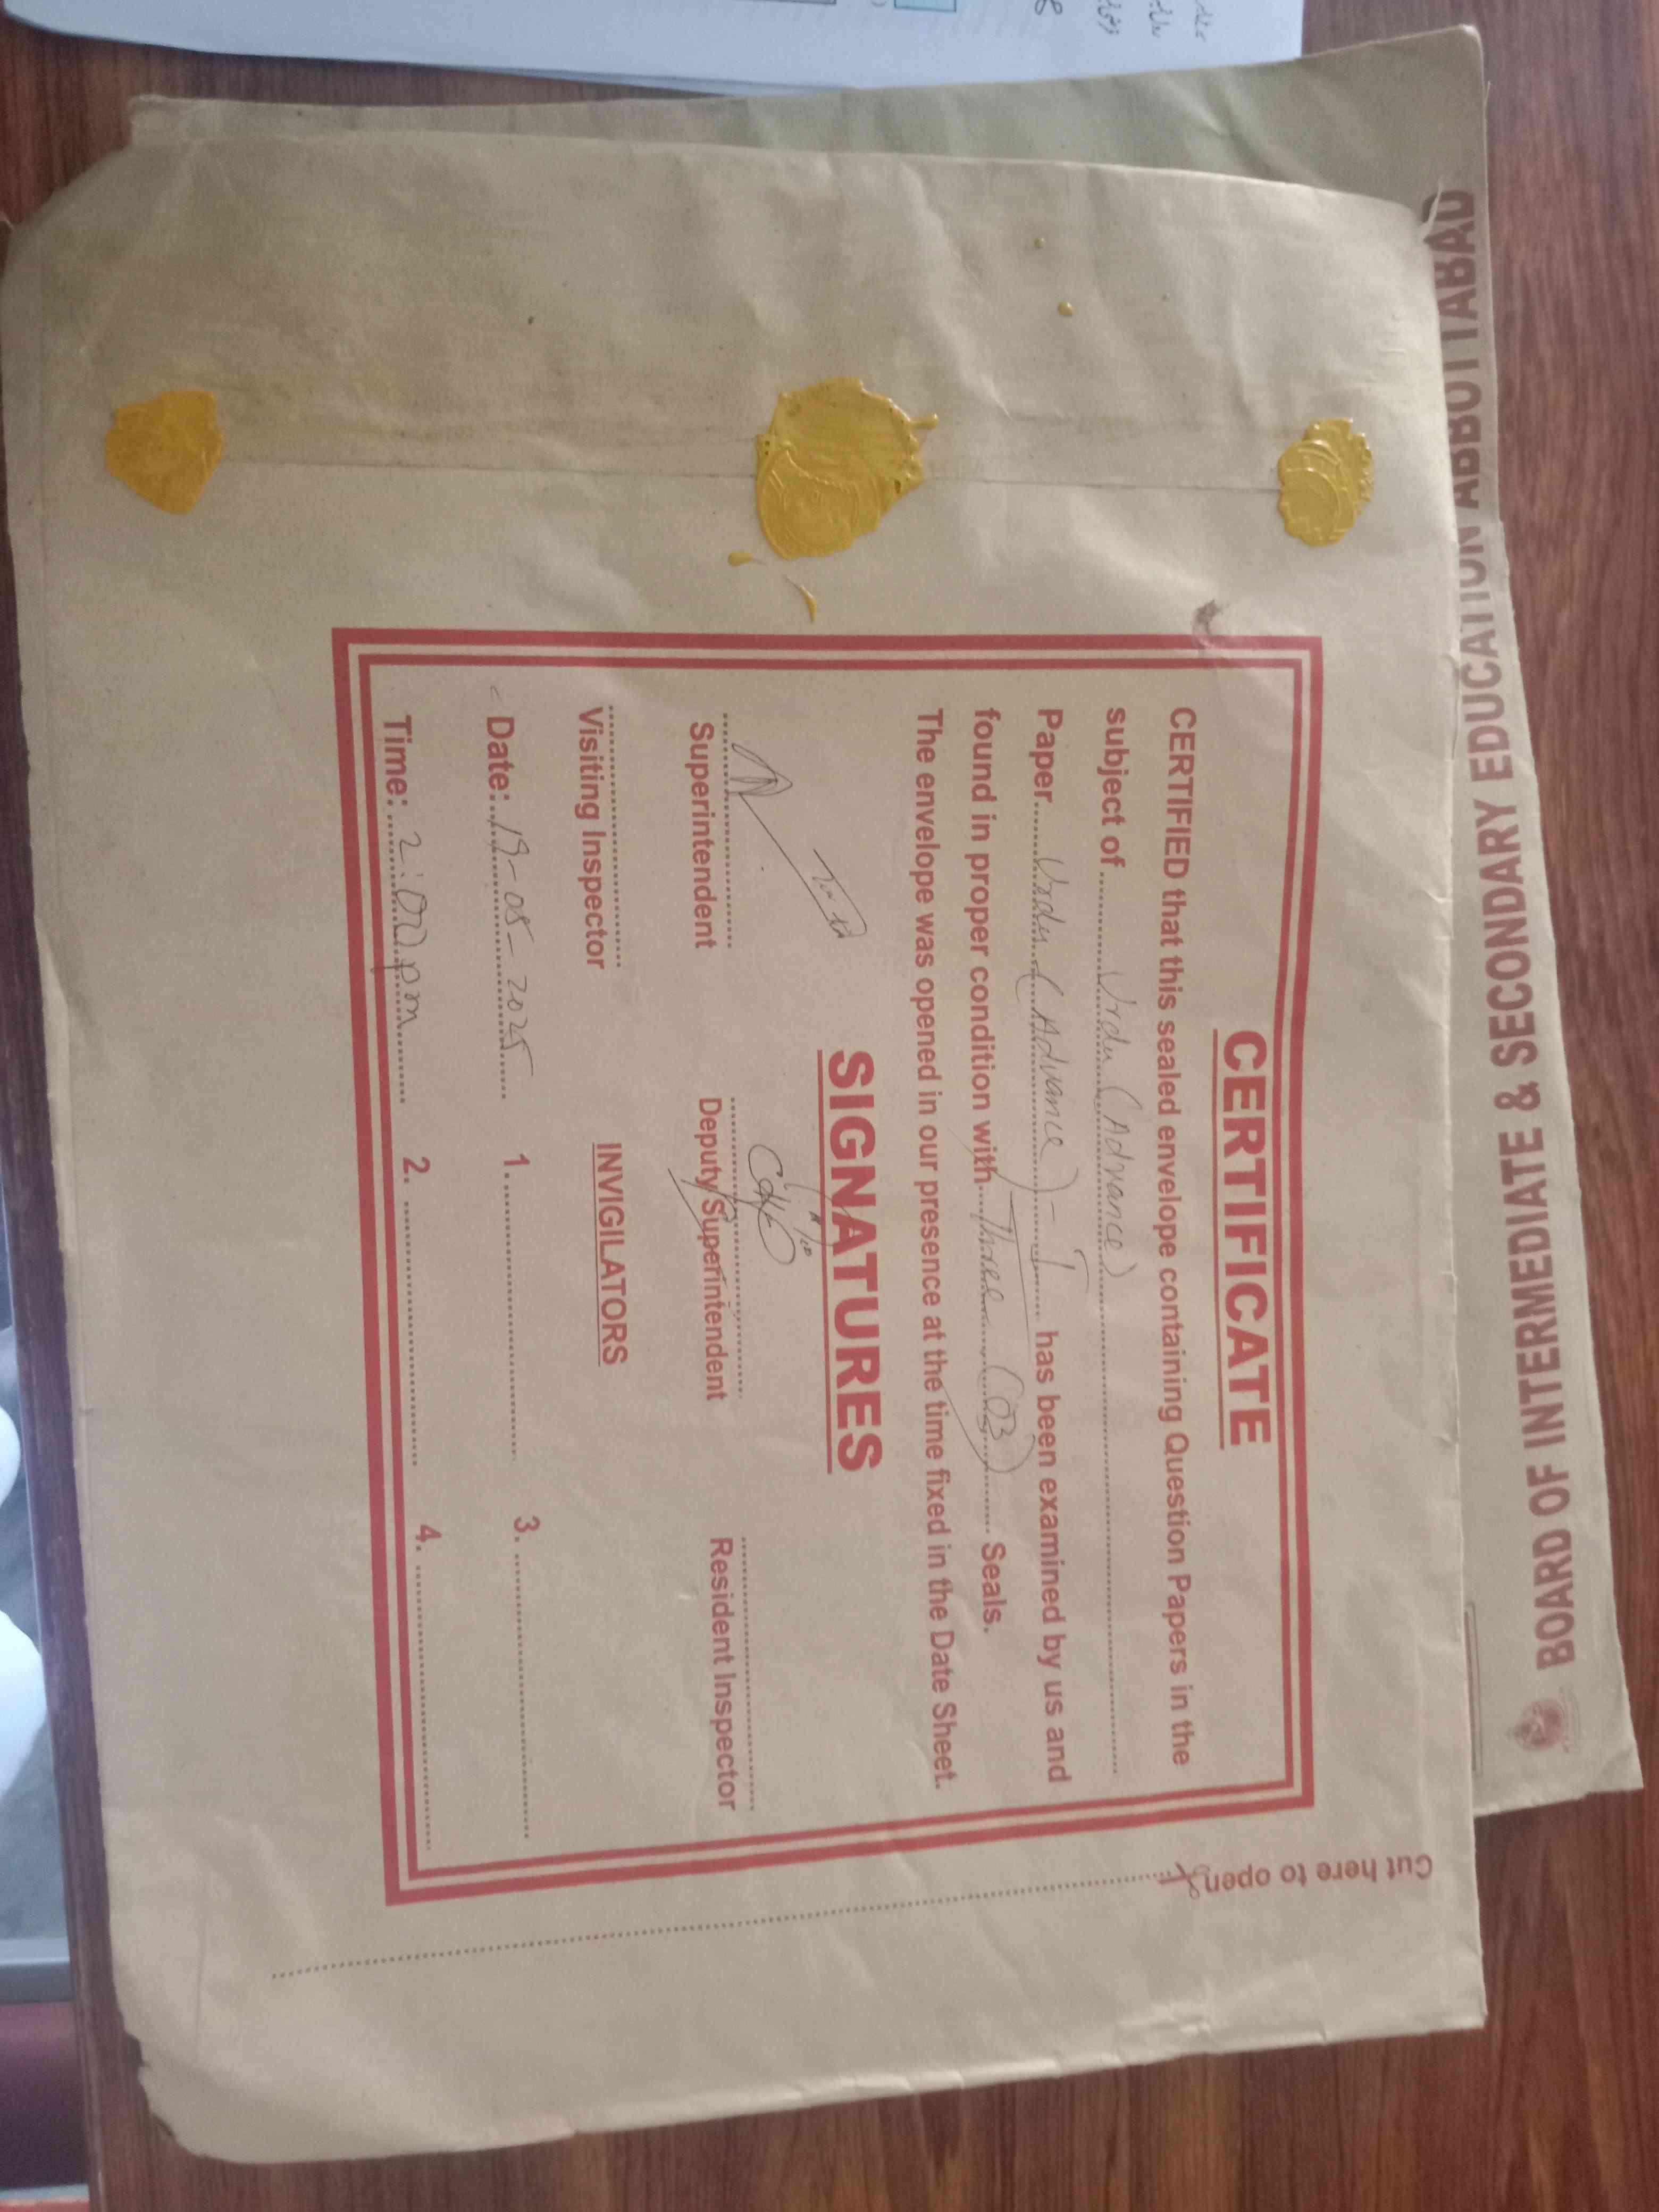 BOARD OF INTERMEDIATE & SECONDARY EDUCATION ABBOTTABAD
Cut here to open
CERTIFICATE
CERTIFIED that this sealed envelope containing Question Papers in the
subject of Urdu (Advance)
Paper Urdu (Advance) - I has been examined by us and
found in proper condition with Three (03) Seals.
The envelope was opened in our presence at the time fixed in the Date Sheet.
SIGNATURES
Superintendent Deputy Superintendent Resident Inspector
Visiting Inspector INVIGILATORS
Date: 19-05-2025 1. 3.
Time: 2:00 pm 2. 4.